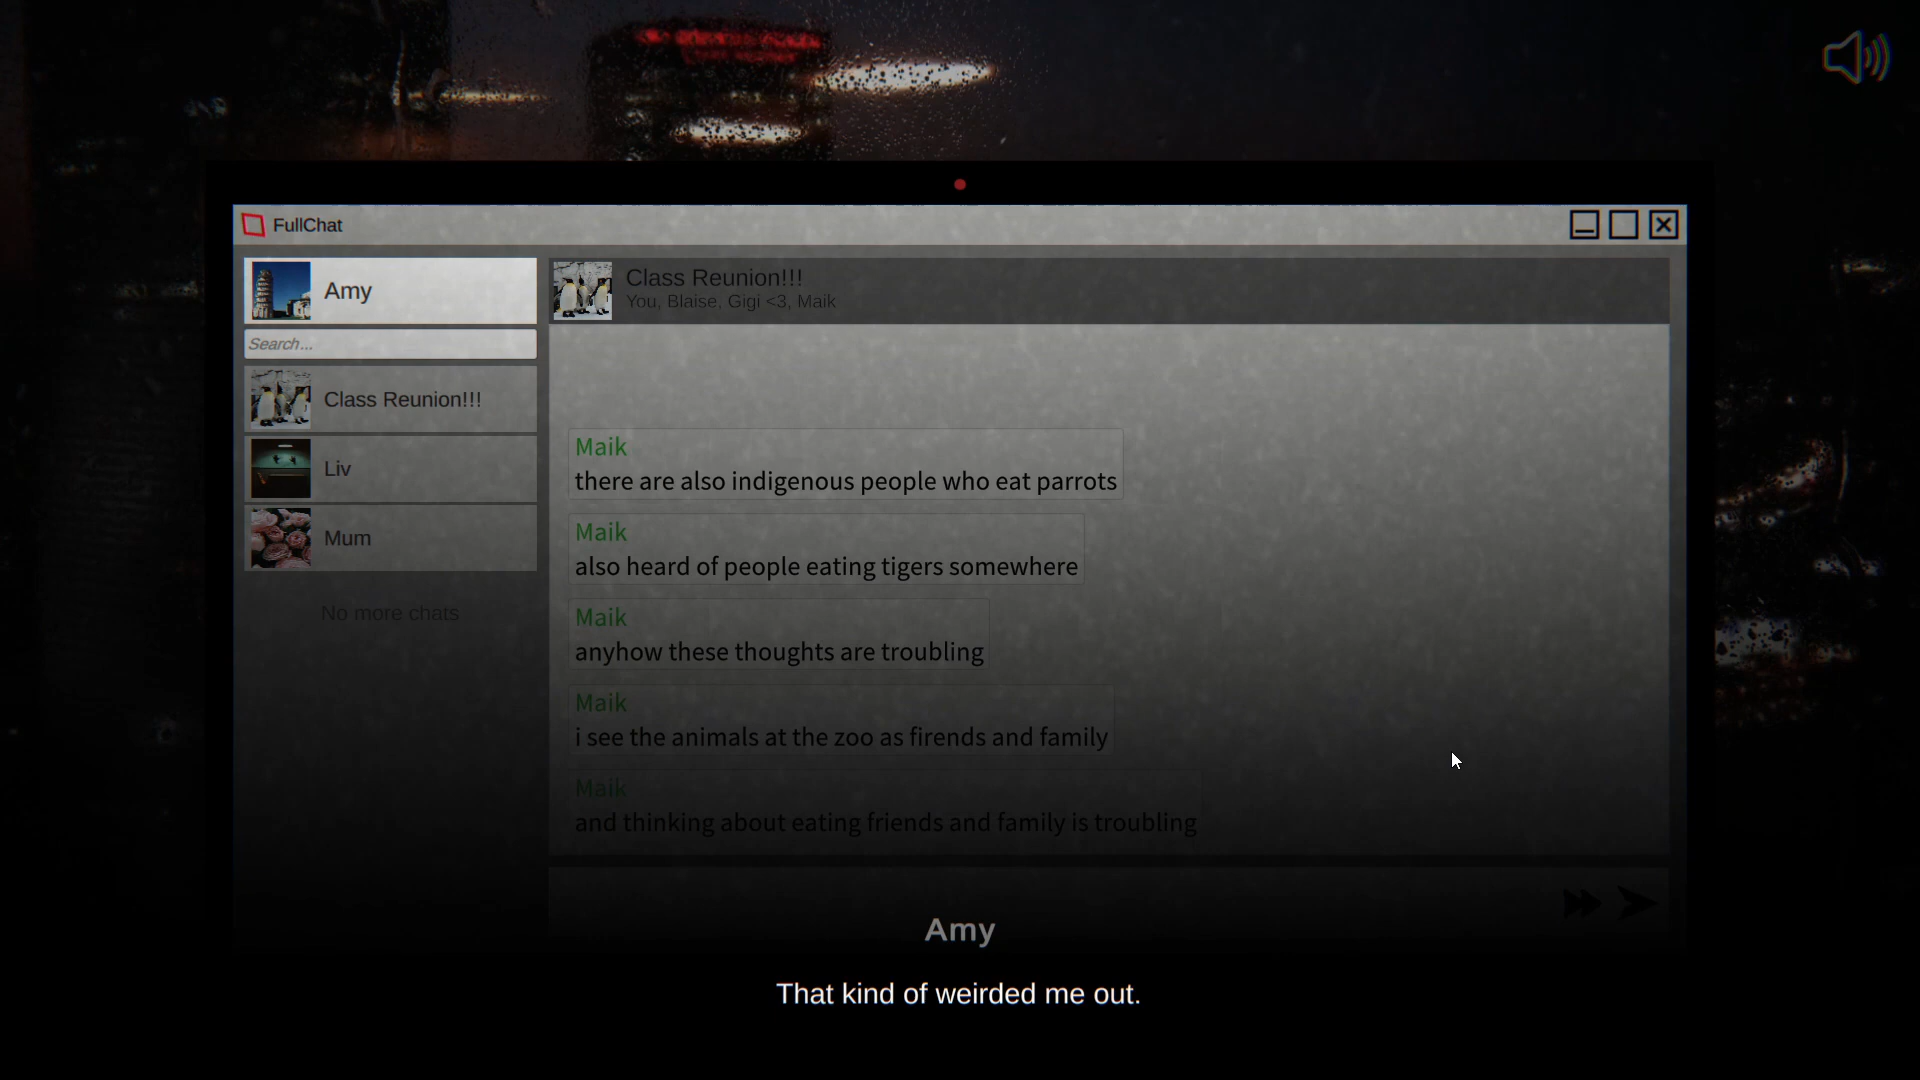 FullChat
Amy
Search...
Class Reunion!!!
Liv
Mum
No more chats
Class Reunion!!!
You, Blaise, Gigi <3, Maik
Maik
there are also indigenous people who eat parrots
Maik
also heard of people eating tigers somewhere
Maik
anyhow these thoughts are troubling
Maik
i see the animals at the zoo as firends and family
Maik
and thinking about eating friends and family is troubling
Amy
That kind of weirded me out.